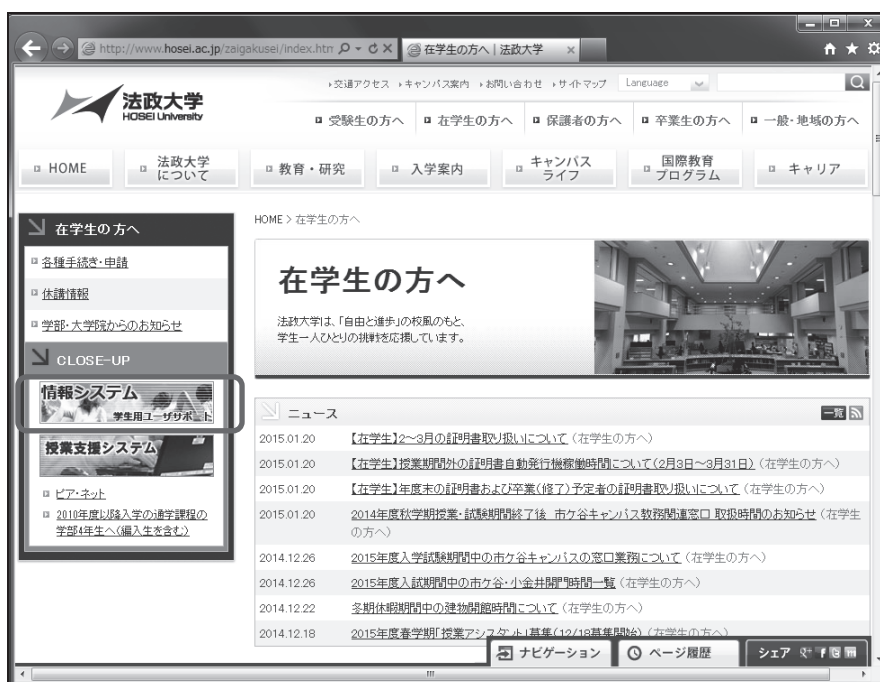 http://www.hosei.ac.jp/zaigakusei/index.htm
在学生の方へ | 法政大学
交通アクセス キャンパス案内 お問い合わせ サイトマップ Language
法政大学
HOSEI University
受験生の方へ 在学生の方へ 保護者の方へ 卒業生の方へ 一般・地域の方へ
HOME 法政大学について 教育・研究 入学案内 キャンパスライフ 国際教育プログラム キャリア
在学生の方へ
各種手続き・申請
休講情報
学部・大学院からのお知らせ
CLOSE-UP
情報システム
学生用ユーザサポート
授業支援システム
ピア・ネット
2010年度以降入学の通学課程の
学部4年生へ(編入生を含む)
HOME > 在学生の方へ
在学生の方へ
法政大学は、「自由と進歩」の校風のもと、
学生一人ひとりの挑戦を応援しています。
ニュース 一覧
2015.01.20 【在学生】2～3月の証明書取り扱いについて (在学生の方へ)
2015.01.20 【在学生】授業期間外の証明書自動発行機稼働時間について(2月3日～3月31日) (在学生の方へ)
2015.01.20 【在学生】年度末の証明書および卒業(修了)予定者の証明書取り扱いについて (在学生の方へ)
2015.01.20 2014年度秋学期授業・試験期間終了後 市ケ谷キャンパス教務関連窓口 取扱時間のお知らせ (在学生
の方へ)
2014.12.26 2015年度入学試験期間中の市ケ谷キャンパスの窓口業務について (在学生の方へ)
2014.12.26 2015年度入試期間中の市ケ谷・小金井開門時間一覧 (在学生の方へ)
2014.12.22 冬期休暇期間中の建物開館時間について (在学生の方へ)
2014.12.18 2015年度春学期「授業アシスタント」募集(12/18募集開始) (在学生の方へ)
ナビゲーション ページ履歴 シェア